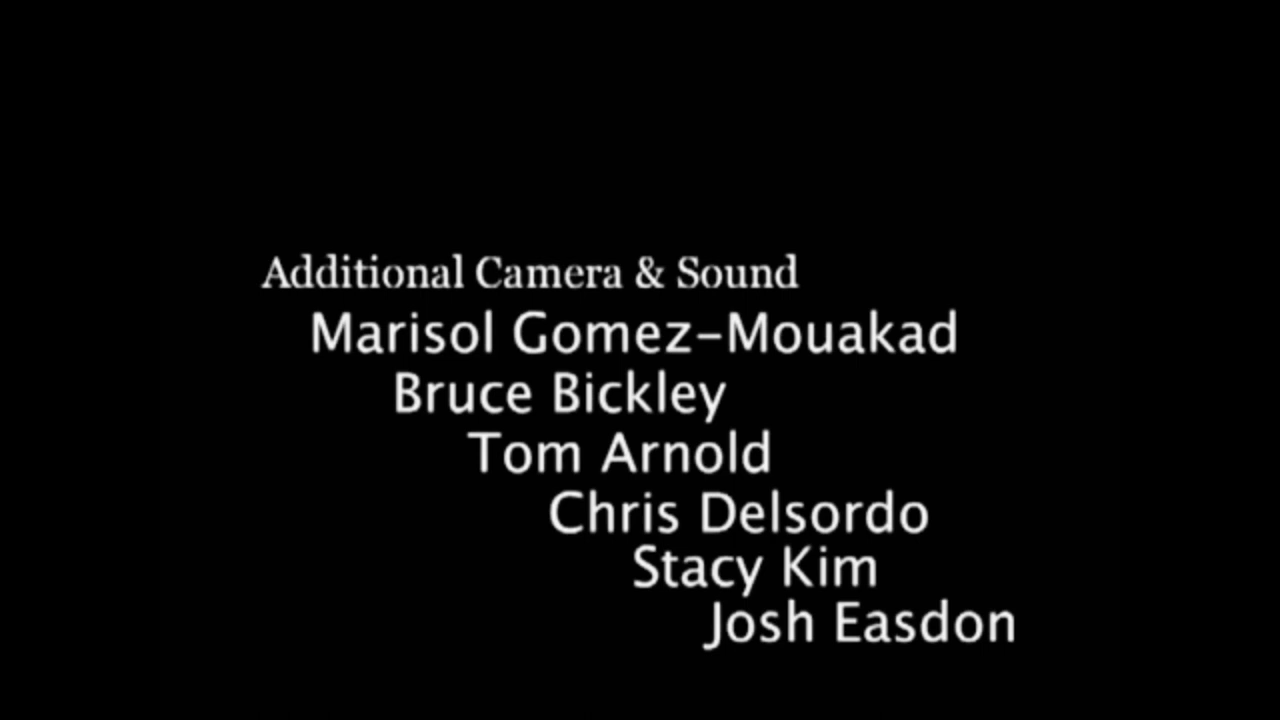 Additional Camera & Sound
Marisol Gomez-Mouakad
Bruce Bickley
Tom Arnold
Chris Delsordo
Stacy Kim
Josh Easdon